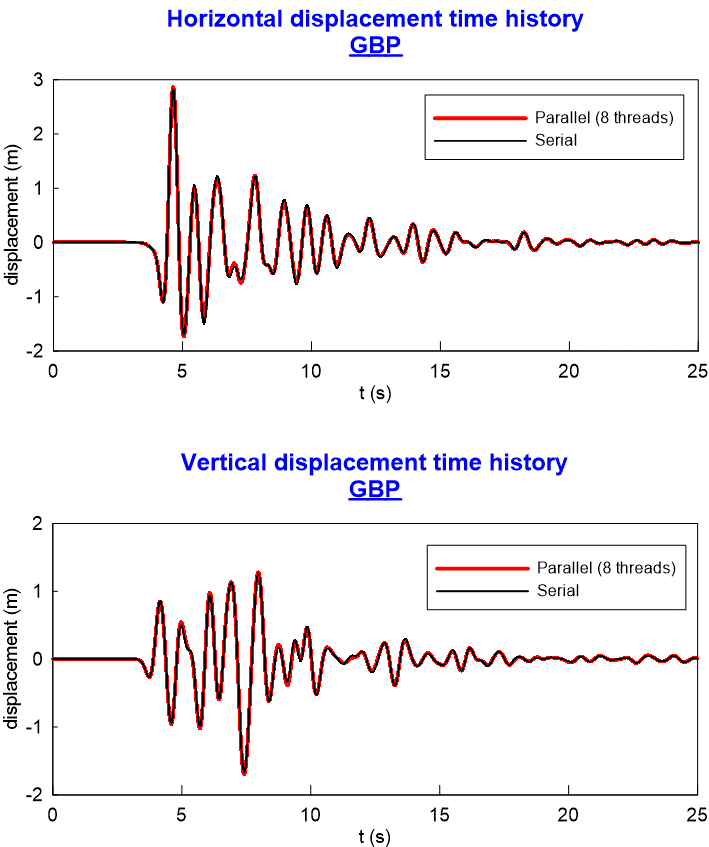 Horizontal displacement time history
GBP
3
2
1
0
-1
-2
displacement (m)
Parallel (8 threads)
Serial
0 5 10 15 20 25
t (s)
Vertical displacement time history
GBP
2
1
0
-1
-2
displacement (m)
Parallel (8 threads)
Serial
0 5 10 15 20 25
t (s)